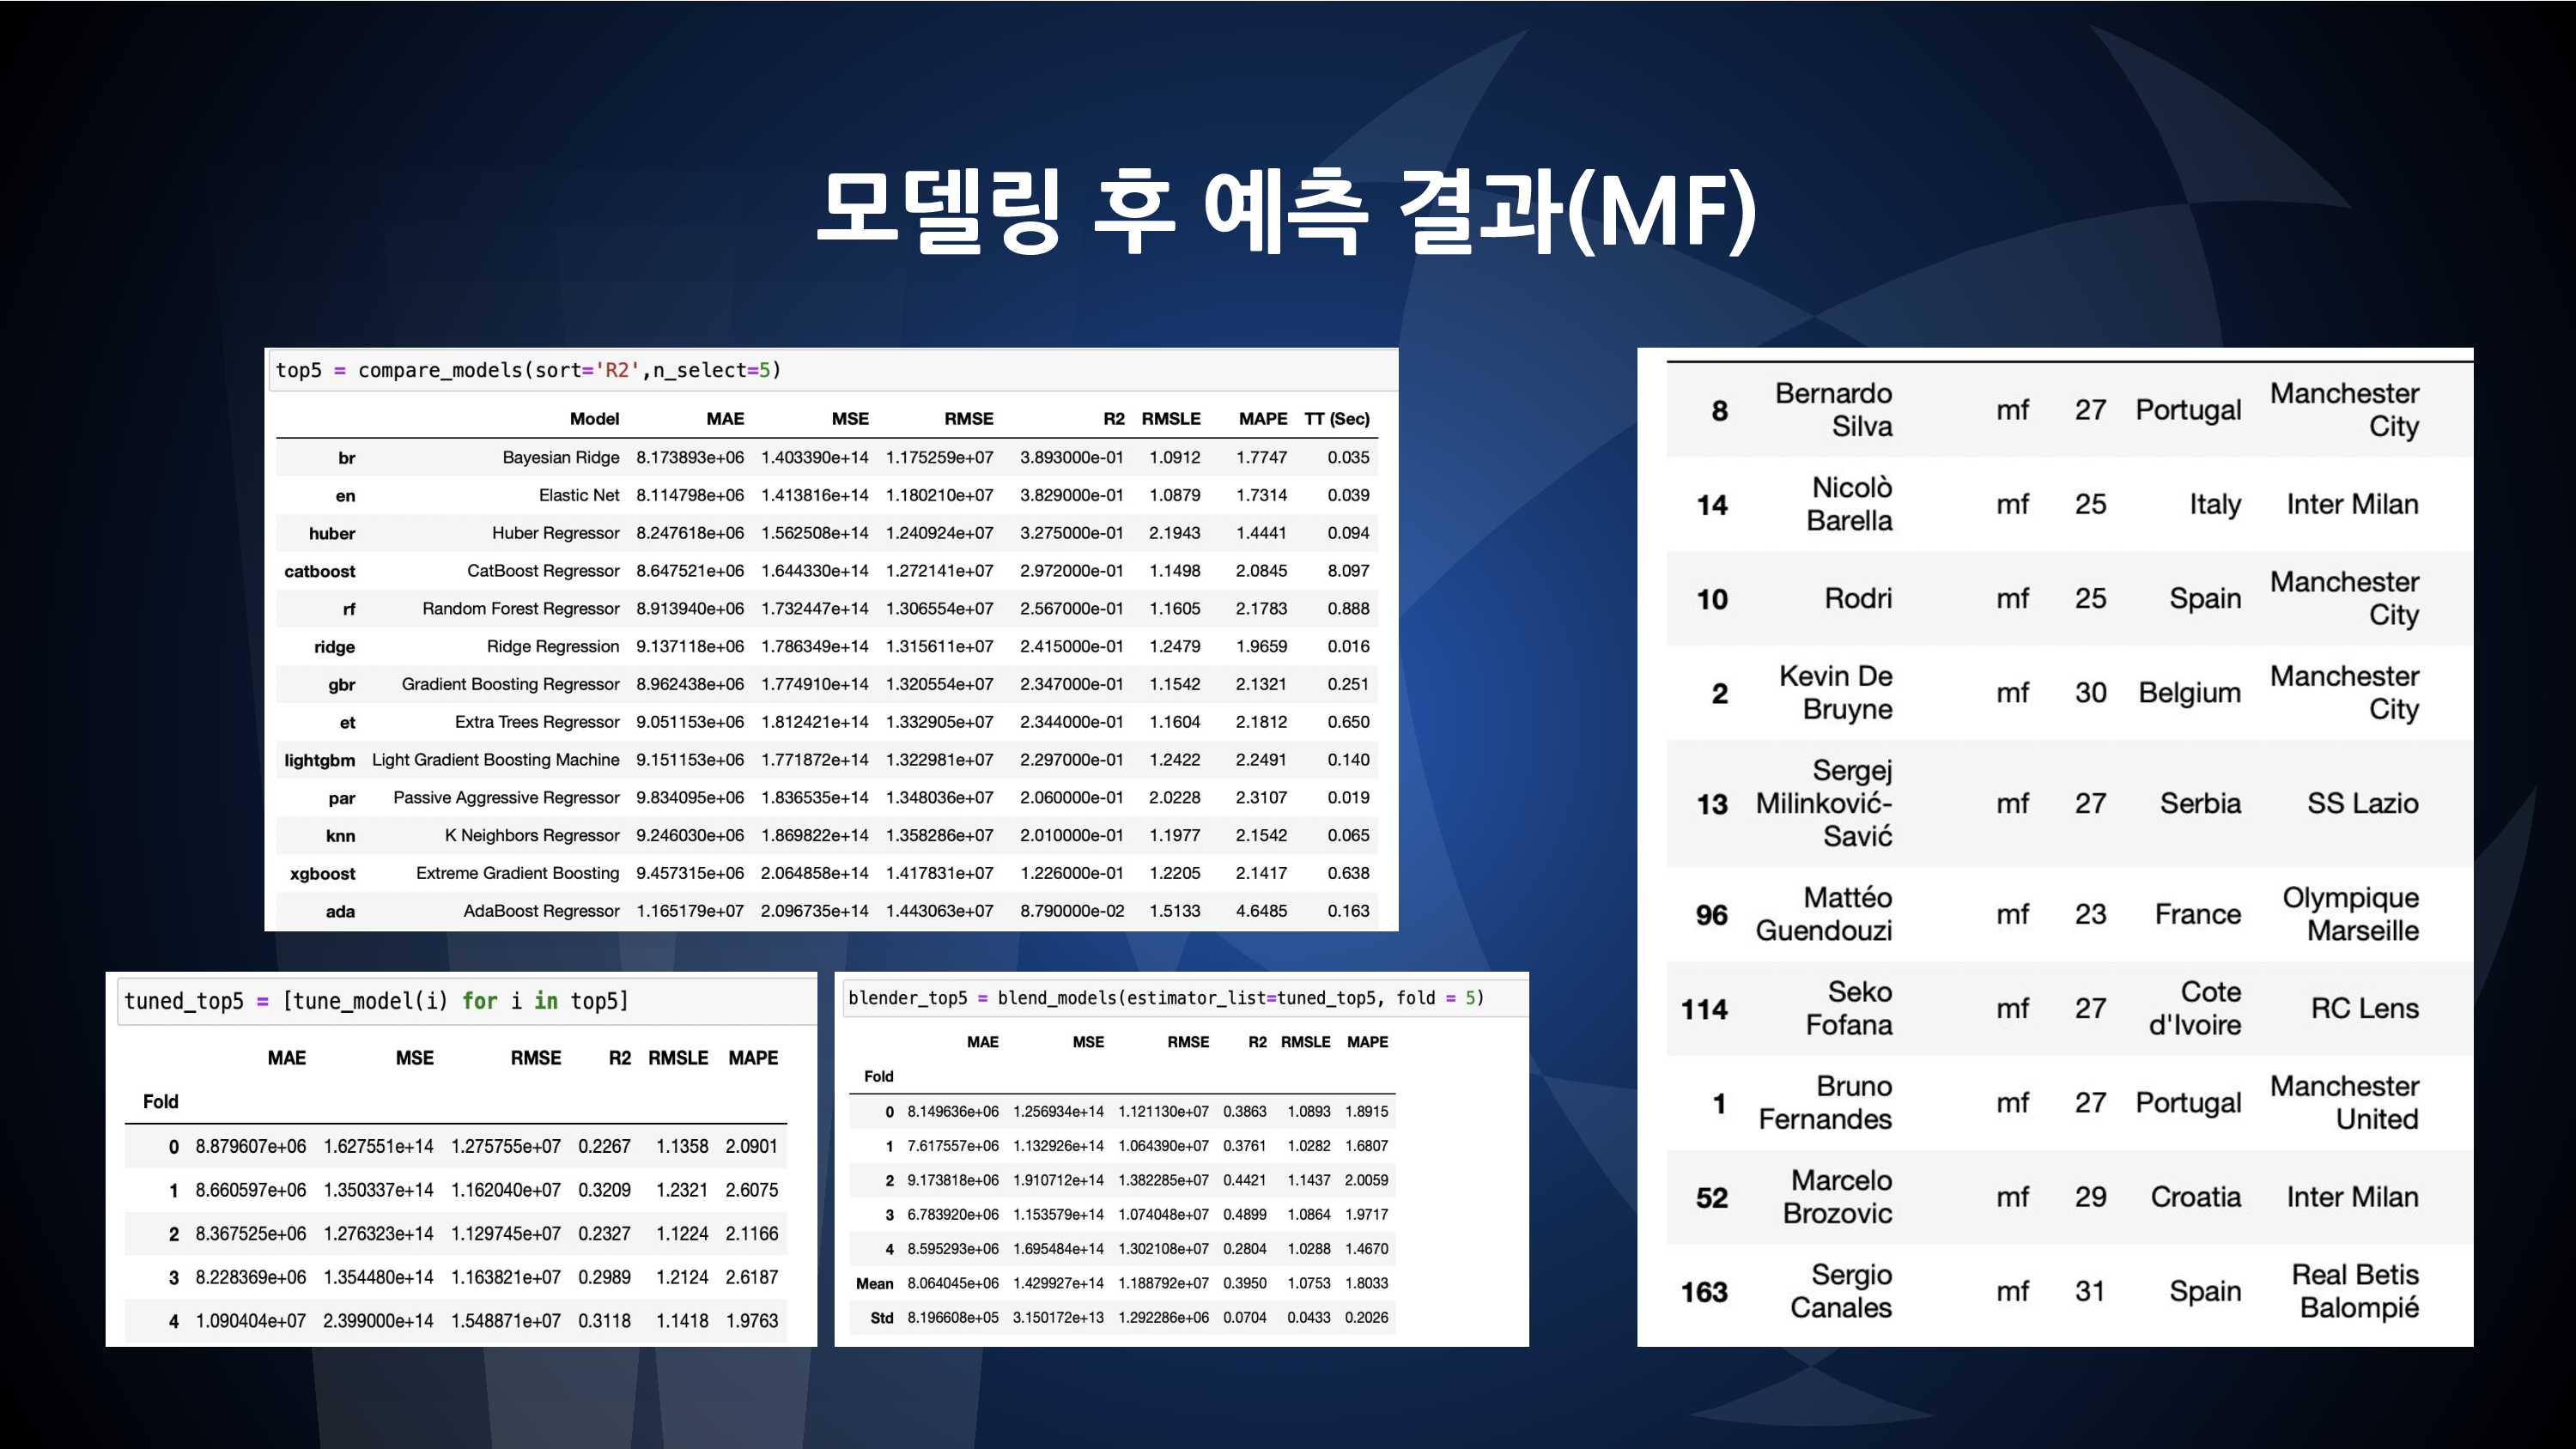 모델링 후 예측 결과(MF)
top5 = compare_models(sort='R2',n_select=5)
Model MAE MSE RMSE R2 RMSLE MAPE TT (Sec)
br Bayesian Ridge 8.173893e+06 1.403390e+14 1.175259e+07 3.893000e-01 1.0912 1.7747 0.035
en Elastic Net 8.114798e+06 1.413816e+14 1.180210e+07 3.829000e-01 1.0879 1.7314 0.039
huber Huber Regressor 8.247618e+06 1.562508e+14 1.240924e+07 3.275000e-01 2.1943 1.4441 0.094
catboost CatBoost Regressor 8.647521e+06 1.644330e+14 1.272141e+07 2.972000e-01 1.1498 2.0845 8.097
rf Random Forest Regressor 8.913940e+06 1.732447e+14 1.306554e+07 2.567000e-01 1.1605 2.1783 0.888
ridge Ridge Regression 9.137118e+06 1.786349e+14 1.315611e+07 2.415000e-01 1.2479 1.9659 0.016
gbr Gradient Boosting Regressor 8.962438e+06 1.774910e+14 1.320554e+07 2.347000e-01 1.1542 2.1321 0.251
et Extra Trees Regressor 9.051153e+06 1.812421e+14 1.332905e+07 2.344000e-01 1.1604 2.1812 0.650
lightgbm Light Gradient Boosting Machine 9.151153e+06 1.771872e+14 1.322981e+07 2.297000e-01 1.2422 2.2491 0.140
par Passive Aggressive Regressor 9.834095e+06 1.836535e+14 1.348036e+07 2.060000e-01 2.0228 2.3107 0.019
knn K Neighbors Regressor 9.246030e+06 1.869822e+14 1.358286e+07 2.010000e-01 1.1977 2.1542 0.065
xgboost Extreme Gradient Boosting 9.457315e+06 2.064858e+14 1.417831e+07 1.226000e-01 1.2205 2.1417 0.638
ada AdaBoost Regressor 1.165179e+07 2.096735e+14 1.443063e+07 8.790000e-02 1.5133 4.6485 0.163
tuned_top5 = [tune_model(i) for i in top5]
MAE MSE RMSE R2 RMSLE MAPE
Fold
0 8.879607e+06 1.627551e+14 1.275755e+07 0.2267 1.1358 2.0901
1 8.660597e+06 1.350337e+14 1.162040e+07 0.3209 1.2321 2.6075
2 8.367525e+06 1.276323e+14 1.129745e+07 0.2327 1.1224 2.1166
3 8.228369e+06 1.354480e+14 1.163821e+07 0.2989 1.2124 2.6187
4 1.090404e+07 2.399000e+14 1.548871e+07 0.3118 1.1418 1.9763
blender_top5 = blend_models(estimator_list=tuned_top5, fold = 5)
MAE MSE RMSE R2 RMSLE MAPE
Fold
0 8.149636e+06 1.256934e+14 1.121130e+07 0.3863 1.0893 1.8915
1 7.617557e+06 1.132926e+14 1.064390e+07 0.3761 1.0282 1.6807
2 9.173818e+06 1.910712e+14 1.382285e+07 0.4421 1.1437 2.0059
3 6.783920e+06 1.153579e+14 1.074048e+07 0.4899 1.0864 1.9717
4 8.595293e+06 1.695484e+14 1.302108e+07 0.2804 1.0288 1.4670
Mean 8.064045e+06 1.429927e+14 1.188792e+07 0.3950 1.0753 1.8033
Std 8.196608e+05 3.150172e+13 1.292286e+06 0.0704 0.0433 0.2026
8 Bernardo Silva mf 27 Portugal Manchester City
14 Nicolò Barella mf 25 Italy Inter Milan
10 Rodri mf 25 Spain Manchester City
2 Kevin De Bruyne mf 30 Belgium Manchester City
13 Sergej Milinković-Savić mf 27 Serbia SS Lazio
96 Mattéo Guendouzi mf 23 France Olympique Marseille
114 Seko Fofana mf 27 Cote d'Ivoire RC Lens
1 Bruno Fernandes mf 27 Portugal Manchester United
52 Marcelo Brozovic mf 29 Croatia Inter Milan
163 Sergio Canales mf 31 Spain Real Betis Balompié